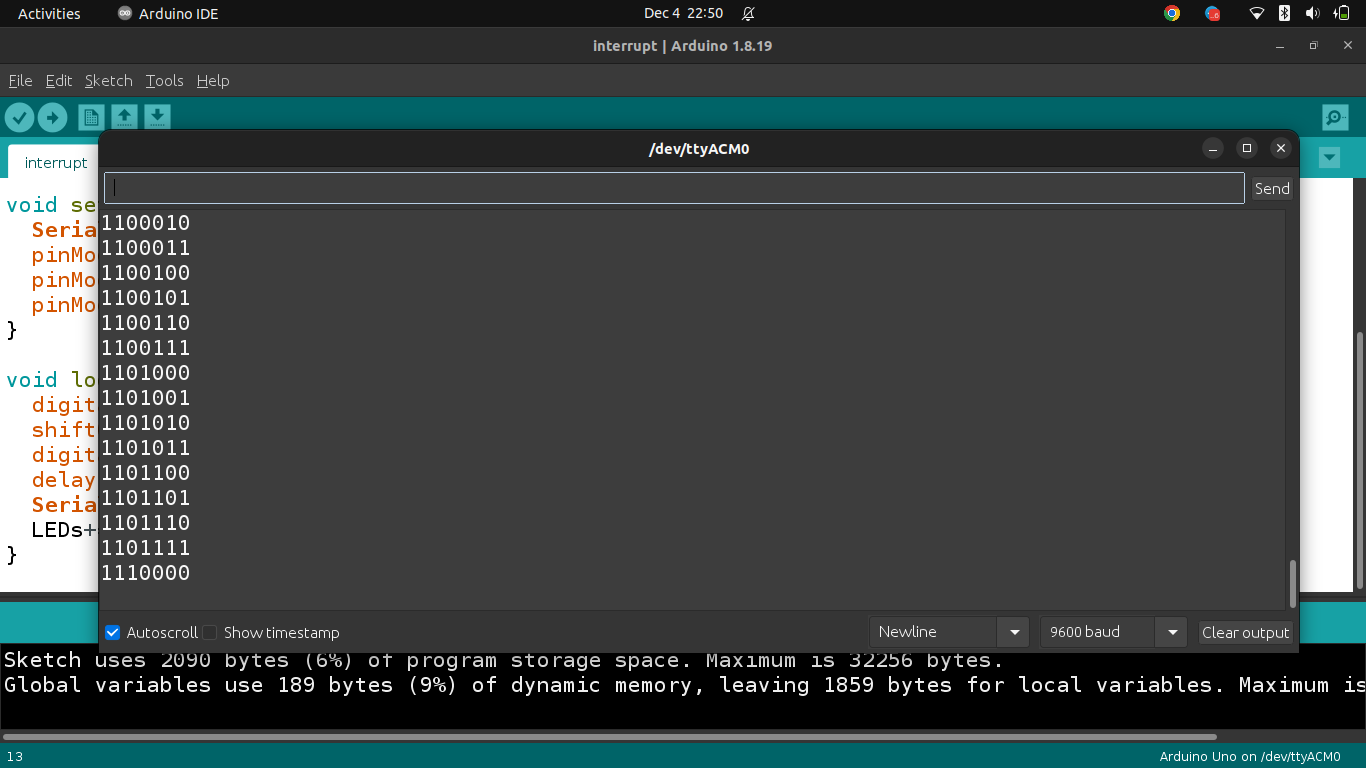 Activities
Arduino IDE
Dec 4 22:50
interrupt | Arduino 1.8.19
File Edit Sketch Tools Help
/dev/ttyACM0
interrupt
Send
void se
Seria
pinMo
pinMo
pinMo
}
void lo
digit
shift
digit
delay
Seria
LEDs+
}
1100010
1100011
1100100
1100101
1100110
1100111
1101000
1101001
1101010
1101011
1101100
1101101
1101110
1101111
1110000
Autoscroll
Show timestamp
Newline
9600 baud
Clear output
Sketch uses 2090 bytes (6%) of program storage space. Maximum is 32256 bytes.
Global variables use 189 bytes (9%) of dynamic memory, leaving 1859 bytes for local variables. Maximum is
13
Arduino Uno on /dev/ttyACM0